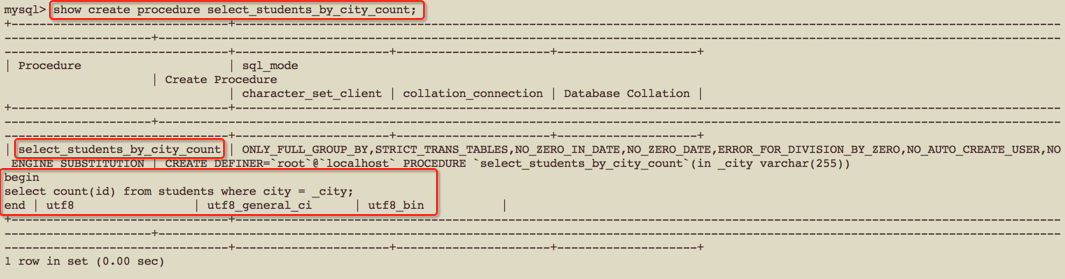 mysql> show create procedure select_students_by_city_count;
+----------------------------+----------------------------------------------------------------------------------------------------------
-------------------+--------------------------------------------------------------------------------------------------------------------
-----------------------------+----------------------+----------------------+--------------------+
| Procedure | sql_mode
| Create Procedure
| character_set_client | collation_connection | Database Collation |
+----------------------------+----------------------------------------------------------------------------------------------------------
-------------------+--------------------------------------------------------------------------------------------------------------------
-----------------------------+----------------------+----------------------+--------------------+
| select_students_by_city_count | ONLY_FULL_GROUP_BY,STRICT_TRANS_TABLES,NO_ZERO_IN_DATE,NO_ZERO_DATE,ERROR_FOR_DIVISION_BY_ZERO,NO_AUTO_CREATE_USER,NO
_ENGINE_SUBSTITUTION | CREATE DEFINER=`root`@`localhost` PROCEDURE `select_students_by_city_count`(in _city varchar(255))
begin
select count(id) from students where city = _city;
end | utf8 | utf8_general_ci | utf8_bin |
+----------------------------+----------------------------------------------------------------------------------------------------------
-------------------+--------------------------------------------------------------------------------------------------------------------
-----------------------------+----------------------+----------------------+--------------------+
1 row in set (0.00 sec)